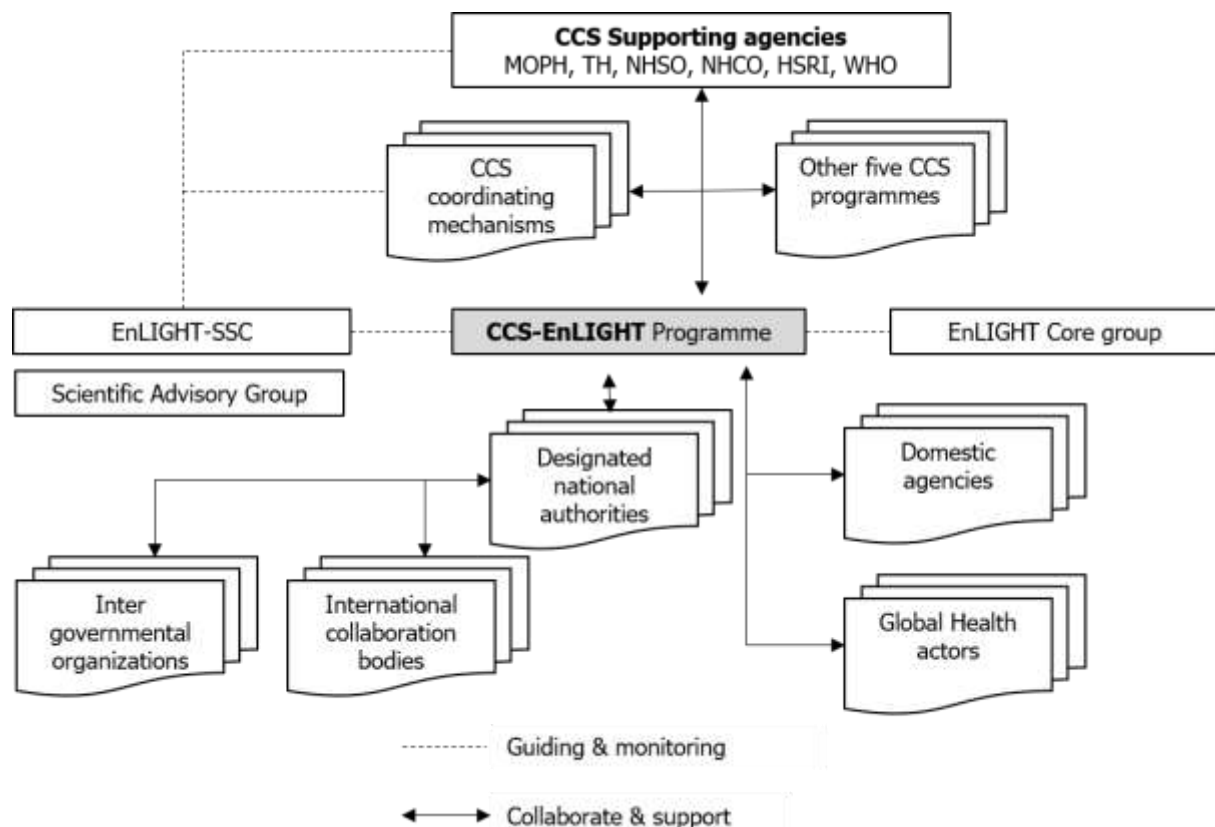 CCS Supporting agencies
MOPH, TH, NHSO, NHCO, HSRI, WHO
CCS
coordinating
mechanisms
Other five CCS
programmes
EnLIGHT-SSC
CCS-EnLIGHT Programme
EnLIGHT Core group
Scientific Advisory Group
Designated
national
authorities
Domestic
agencies
Inter
governmental
organizations
International
collaboration
bodies
Global Health
actors
Guiding & monitoring
Collaborate & support